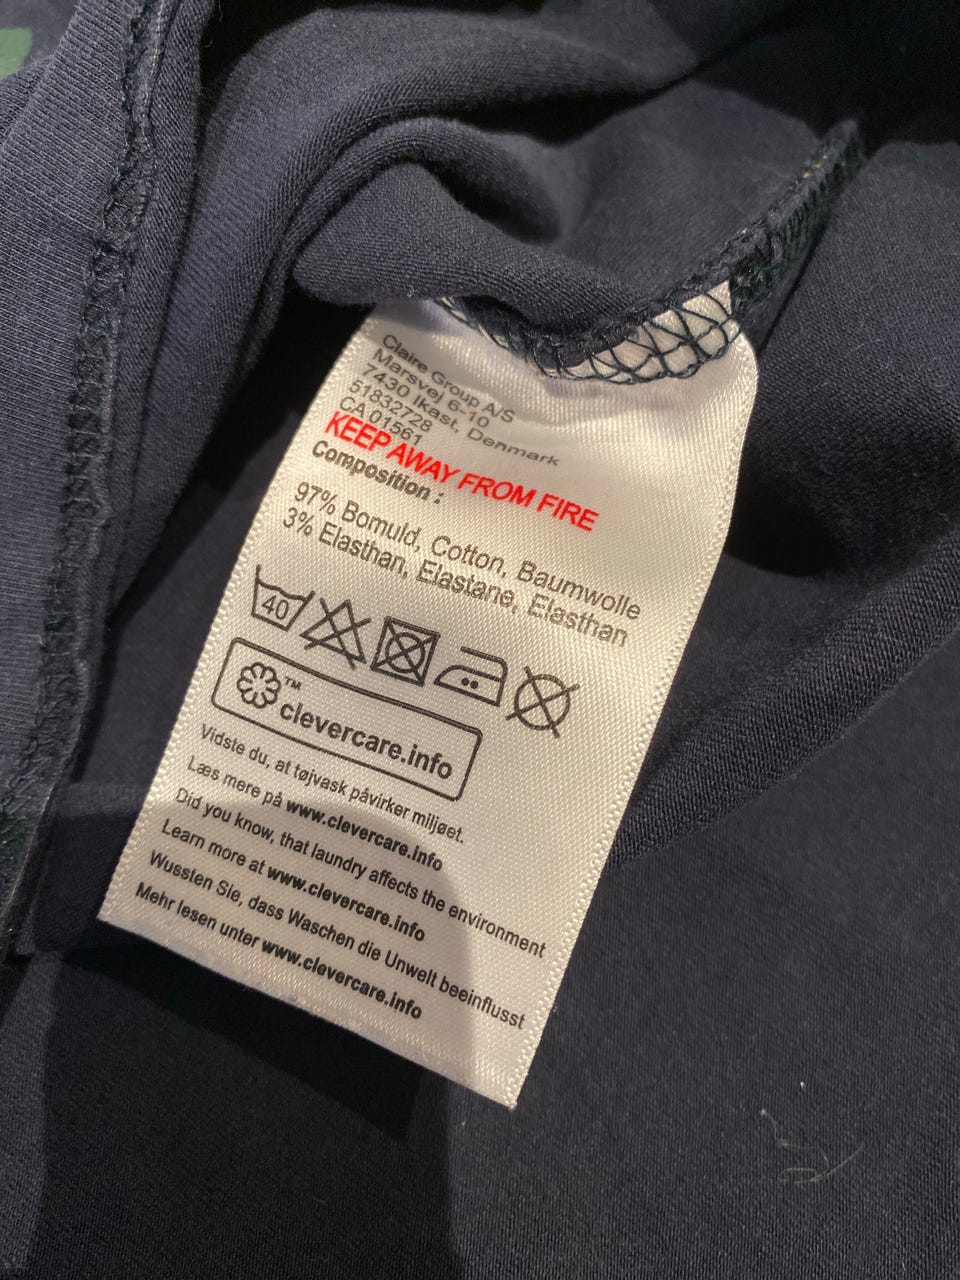 Claire Group A/S
Marsvej 6-10
7430 Ikast, Denmark
51832728
CA 01561
KEEP AWAY FROM FIRE
Composition :
97% Bomuld, Cotton, Baumwolle
3% Elasthan, Elastane, Elasthan
40
™
clevercare.info
Vidste du, at tøjvask påvirker miljøet.
Læs mere på www.clevercare.info
Did you know, that laundry affects the environment
Learn more at www.clevercare.info
Wussten Sie, dass Waschen die Unwelt beeinflusst
Mehr lesen unter www.clevercare.info